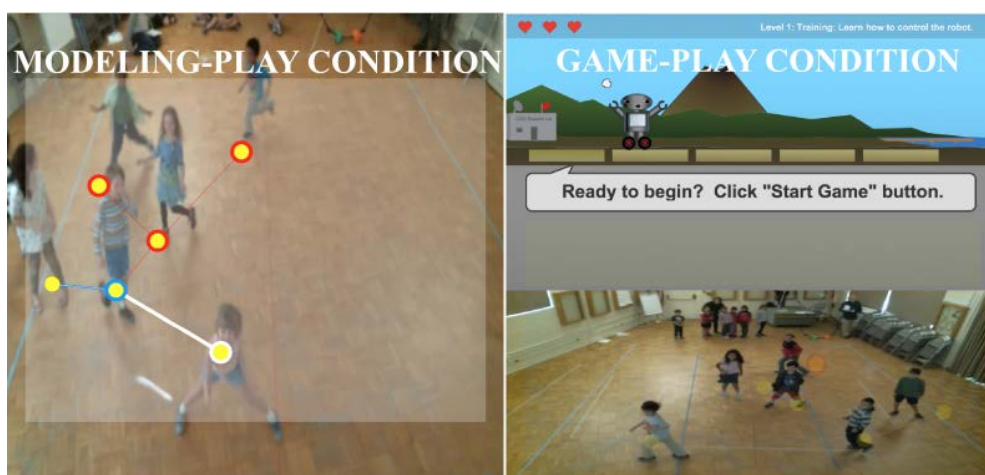 MODELING-PLAY CONDITION
Level 1: Training: Learn how to control the robot.
GAME-PLAY CONDITION
Ready to begin?  Click "Start Game" button.